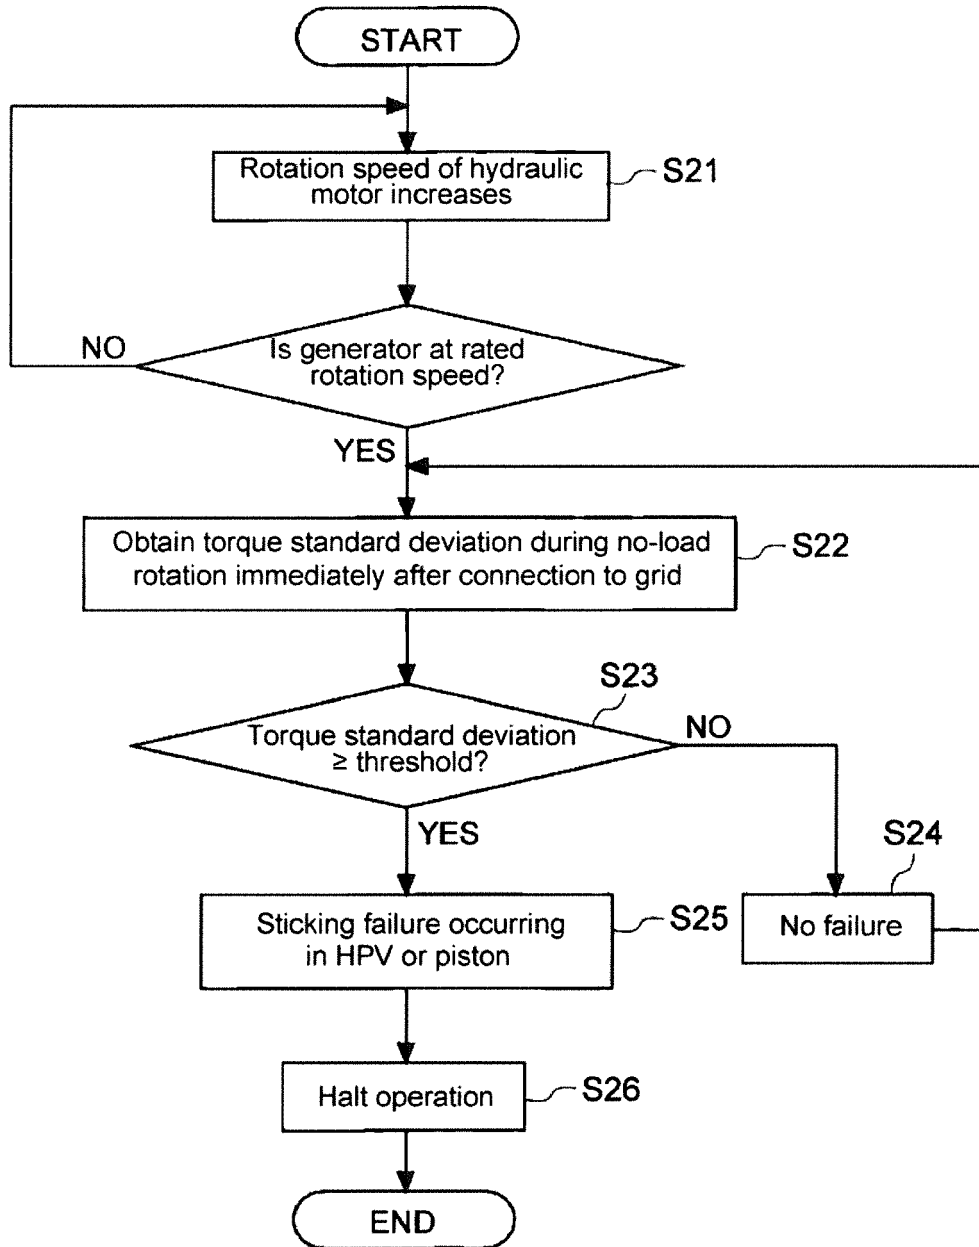 START
Rotation speed of hydraulic
motor increases
S21
Is generator at rated
rotation speed?
NO
YES
Obtain torque standard deviation during no-load
rotation immediately after connection to grid
S22
S23
Torque standard deviation
≥ threshold?
NO
YES
S24
No failure
Sticking failure occurring
in HPV or piston
S25
Halt operation
S26
END